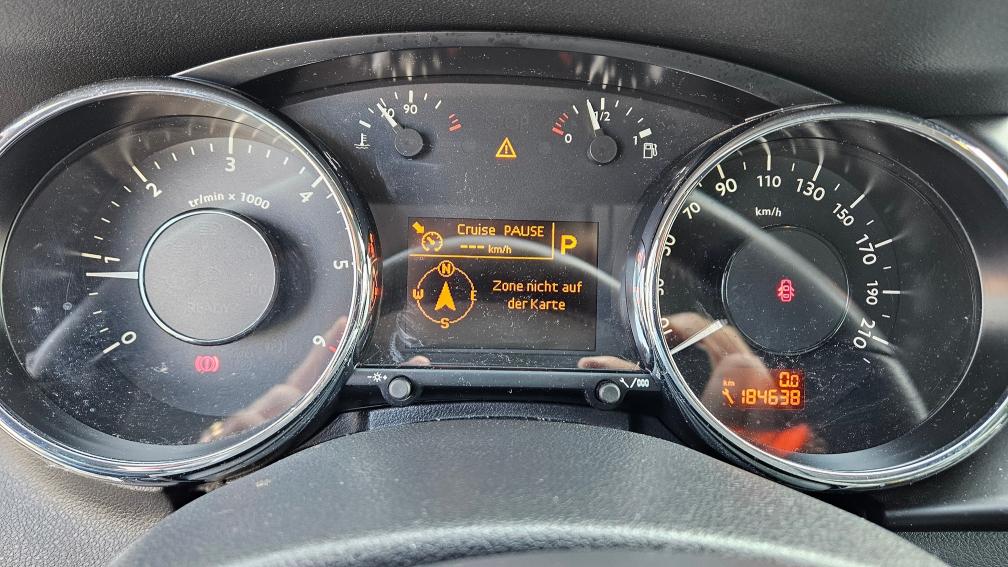 90
0 1/2 1
0 1 2 3 4 5 6
tr/min x 1000
Cruise PAUSE
--- km/h
P
N
W E
S
Zone nicht auf
der Karte
70 90 110 130 150 170 190 210
km/h
km 0.0
184638